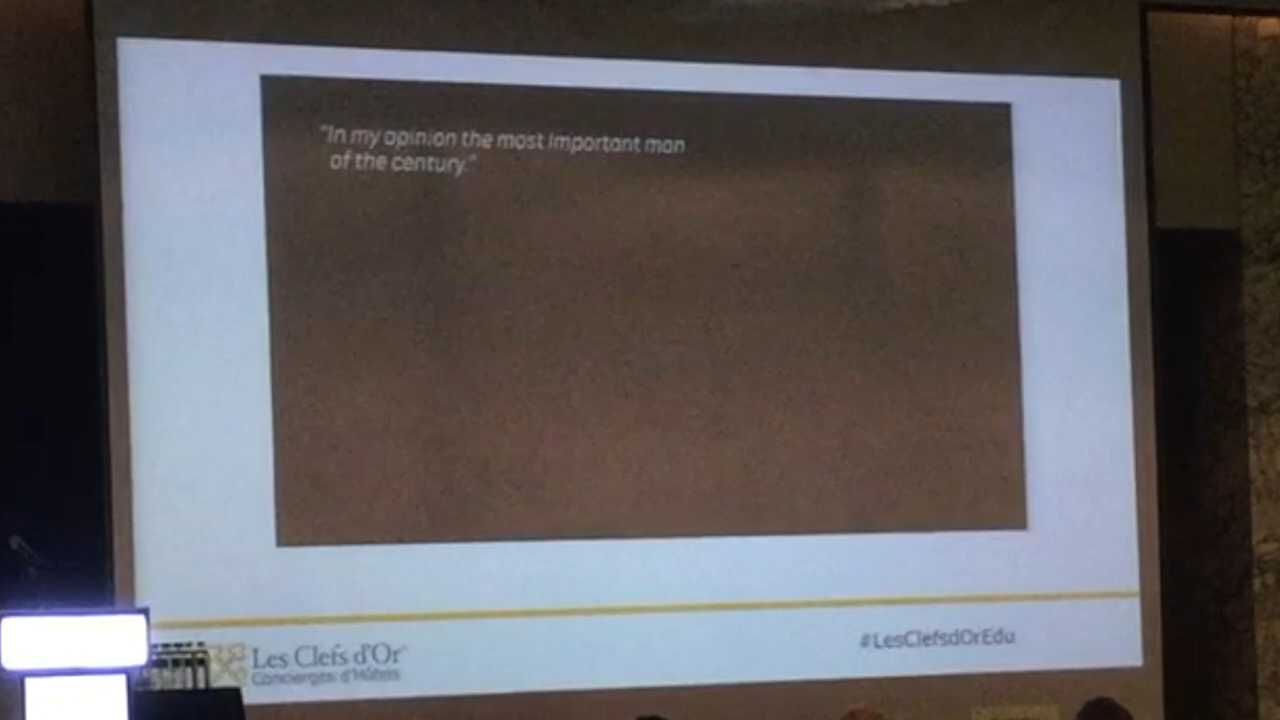 "In my opinion the most important man
of the century."
Les Clefs d'Or
Concierges d'Hôtels
#LesClefsdOrEdu